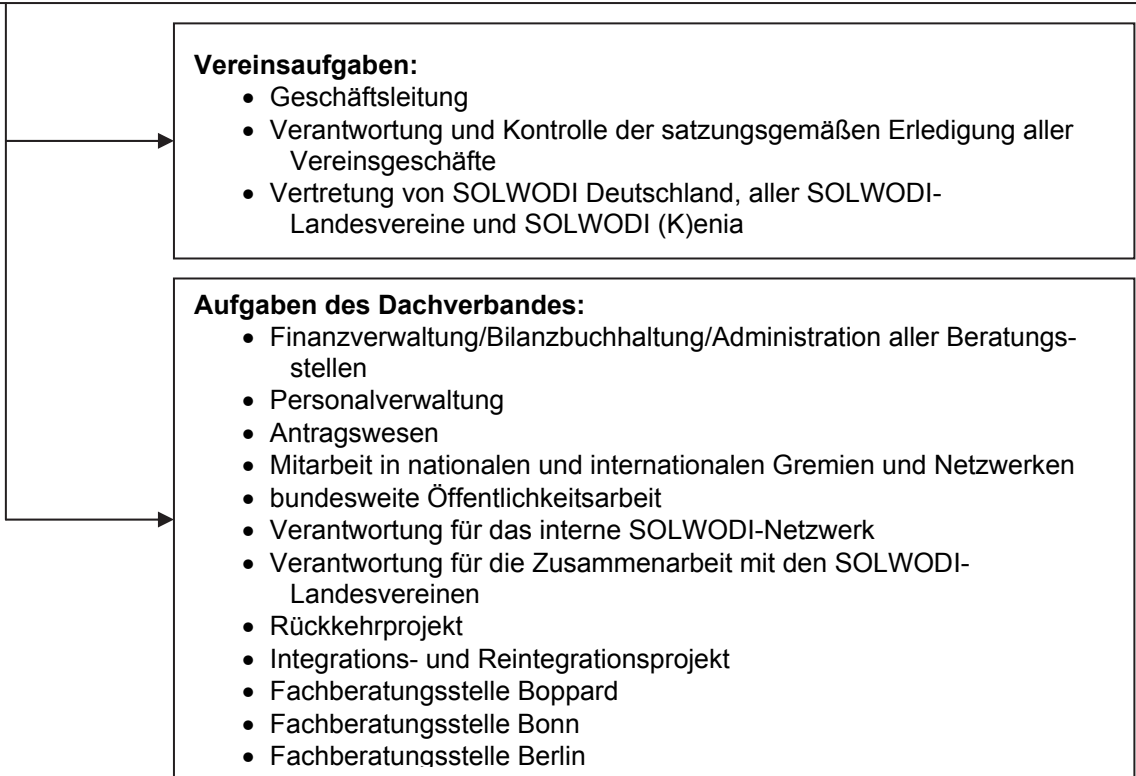 Vereinsaufgaben:
• Geschäftsleitung
• Verantwortung und Kontrolle der satzungsgemäßen Erledigung aller
Vereinsgeschäfte
• Vertretung von SOLWODI Deutschland, aller SOLWODI-
Landesvereine und SOLWODI (K)enia
Aufgaben des Dachverbandes:
• Finanzverwaltung/Bilanzbuchhaltung/Administration aller Beratungs-
stellen
• Personalverwaltung
• Antragswesen
• Mitarbeit in nationalen und internationalen Gremien und Netzwerken
• bundesweite Öffentlichkeitsarbeit
• Verantwortung für das interne SOLWODI-Netzwerk
• Verantwortung für die Zusammenarbeit mit den SOLWODI-
Landesvereinen
• Rückkehrprojekt
• Integrations- und Reintegrationsprojekt
• Fachberatungsstelle Boppard
• Fachberatungsstelle Bonn
• Fachberatungsstelle Berlin